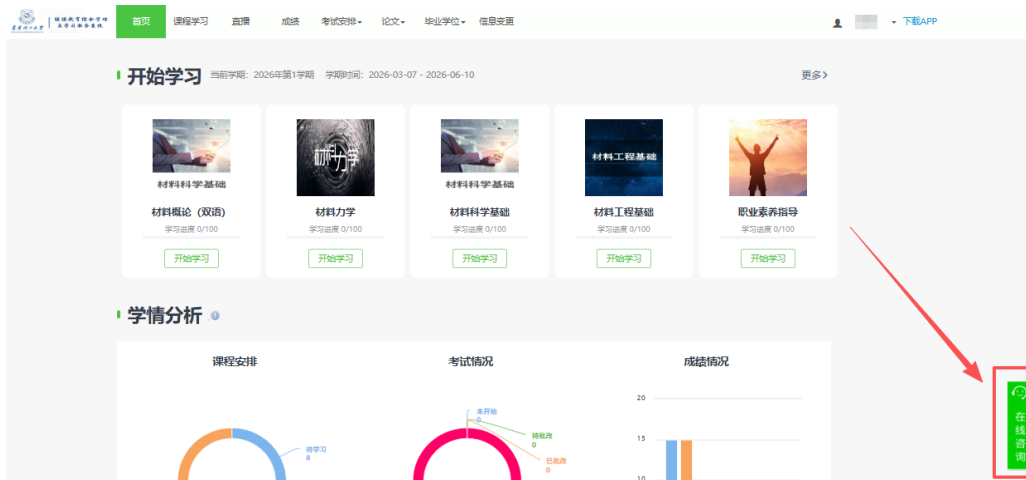 首页 课程学习 直播 成绩 考试安排 论文 毕业学位 信息变更 下载APP
开始学习 当前学期：2026年第1学期 学期时间：2026-03-07 - 2026-06-10 更多>
材料科学基础
材料力学
材料科学基础
材料工程基础
材料概论（双语） 材料力学 材料科学基础 材料工程基础 职业素养指导
学习进度 0/100 学习进度 0/100 学习进度 0/100 学习进度 0/100 学习进度 0/100
开始学习 开始学习 开始学习 开始学习 开始学习
学情分析
课程安排 考试情况 成绩情况
待学习
8
未开始
0
待批改
0
已批改
0
20
15
10
在线咨询